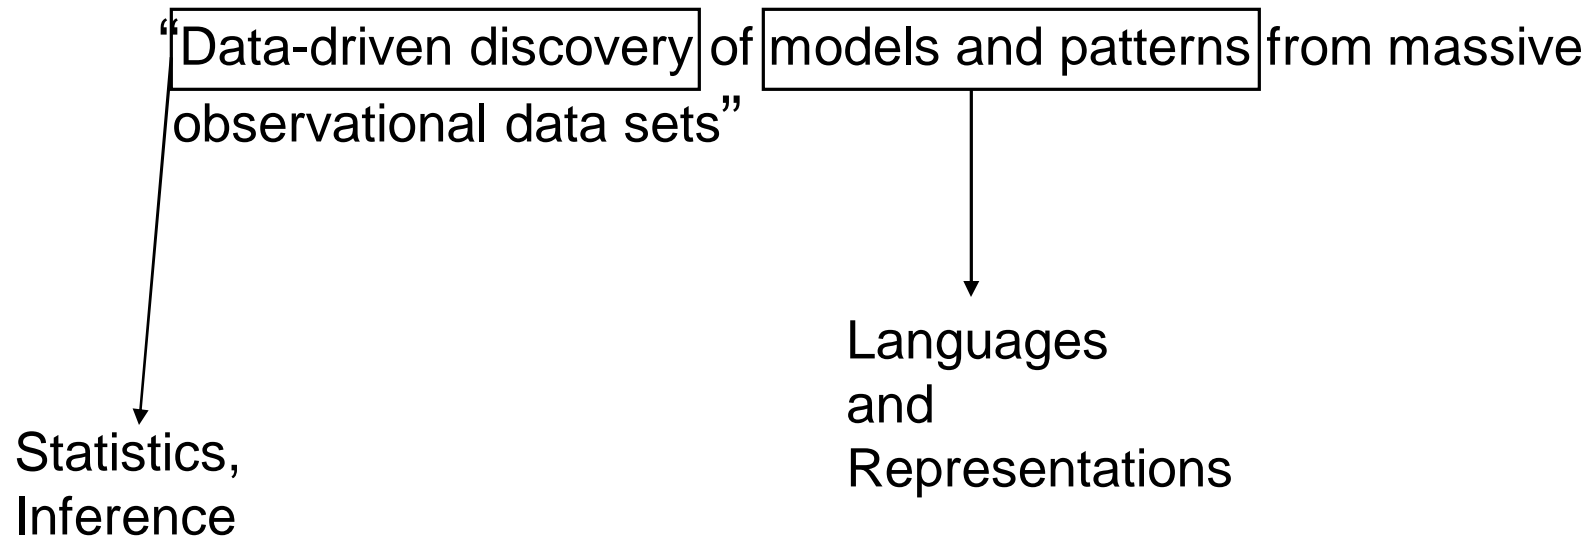 “Data-driven discovery of models and patterns from massive
observational data sets”
Languages
and
Representations
Statistics,
Inference